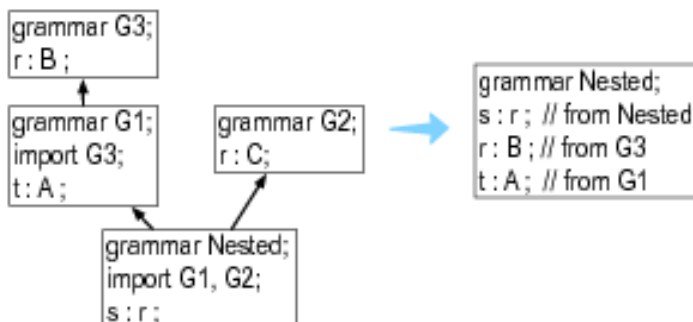 grammar G3;
r : B ;
grammar G1;
import G3;
t : A ;
grammar G2;
r : C;
grammar Nested;
import G1, G2;
s : r ;
grammar Nested;
s : r ; // from Nested
r : B ; // from G3
t : A ; // from G1